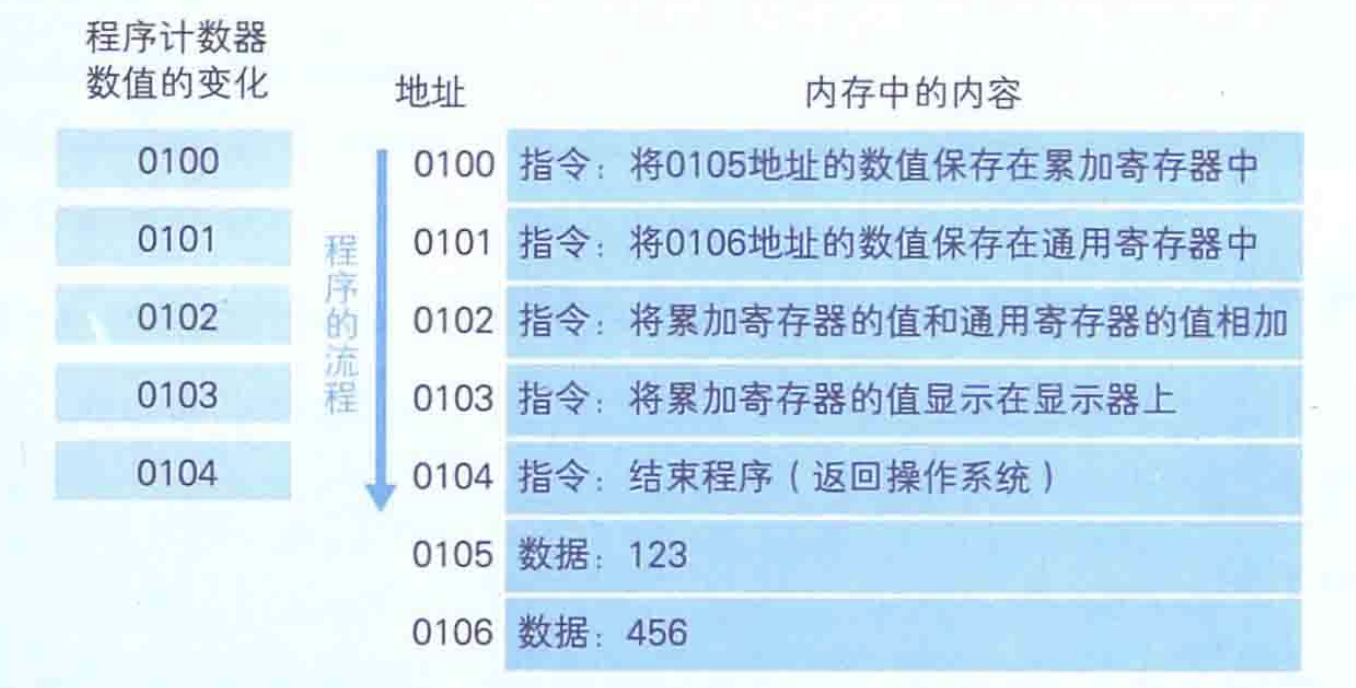 程序计数器
数值的变化
地址
内存中的内容
0100
0100 指令：将0105地址的数值保存在累加寄存器中
0101
0101 指令：将0106地址的数值保存在通用寄存器中
0102
0102 指令：将累加寄存器的值和通用寄存器的值相加
0103
0103 指令：将累加寄存器的值显示在显示器上
0104
0104 指令：结束程序（返回操作系统）
0105 数据：123
0106 数据：456
程序的流程